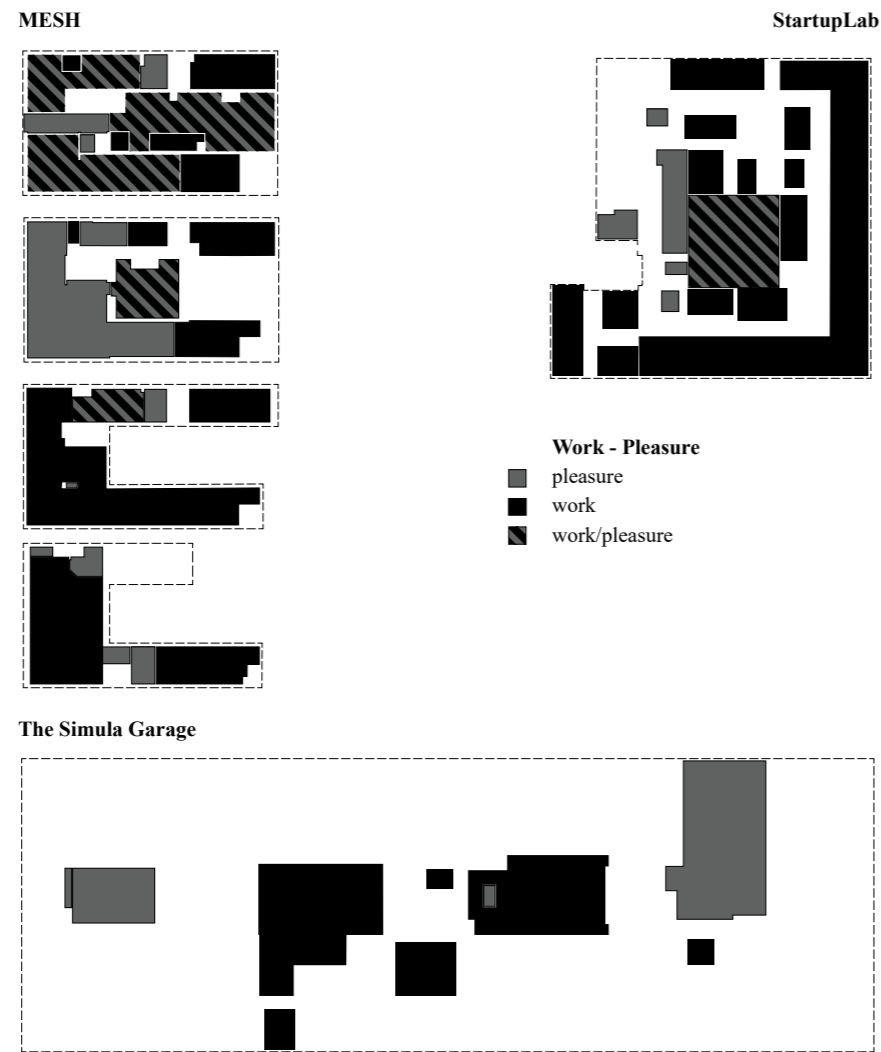 MESH
StartupLab
Work - Pleasure
pleasure
work
work/pleasure
The Simula Garage